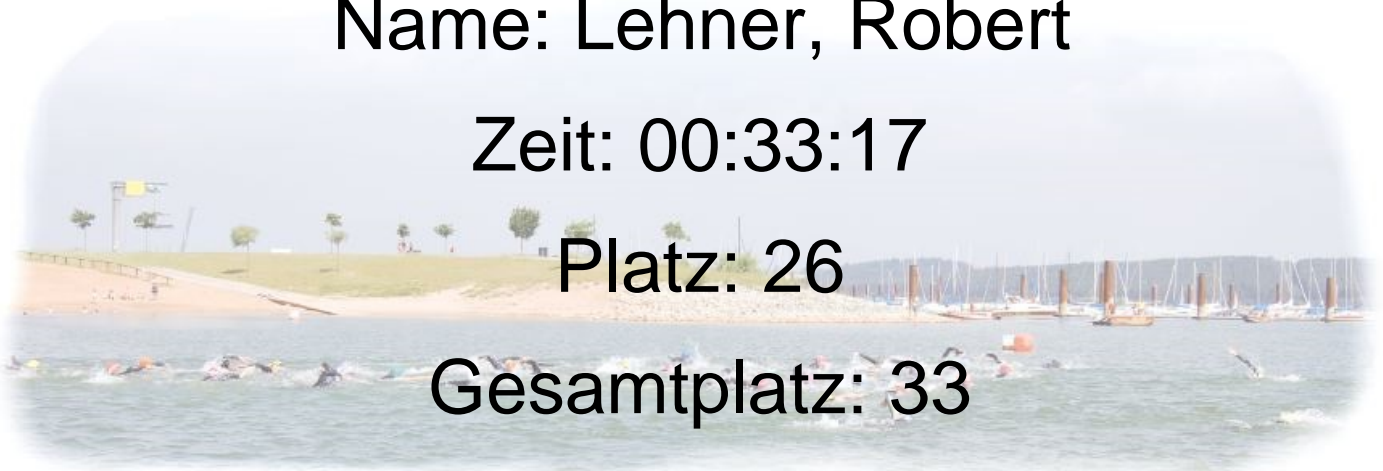 Name: Lehner, Robert
Zeit: 00:33:17
Platz: 26
Gesamtplatz: 33